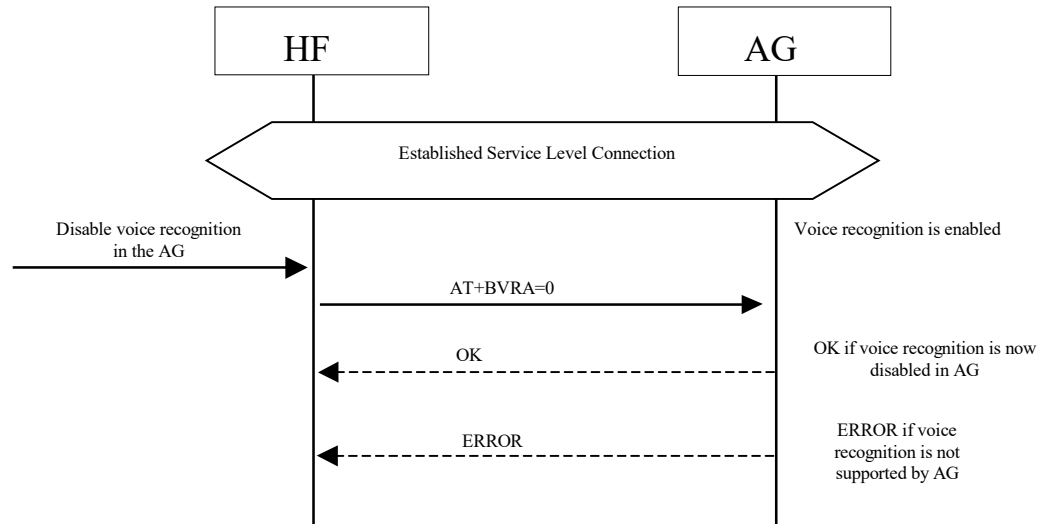 HF
AG
Established Service Level Connection
Disable voice recognition
in the AG
Voice recognition is enabled
AT+BVRA=0
OK
OK if voice recognition is now
disabled in AG
ERROR
ERROR if voice
recognition is not
supported by AG